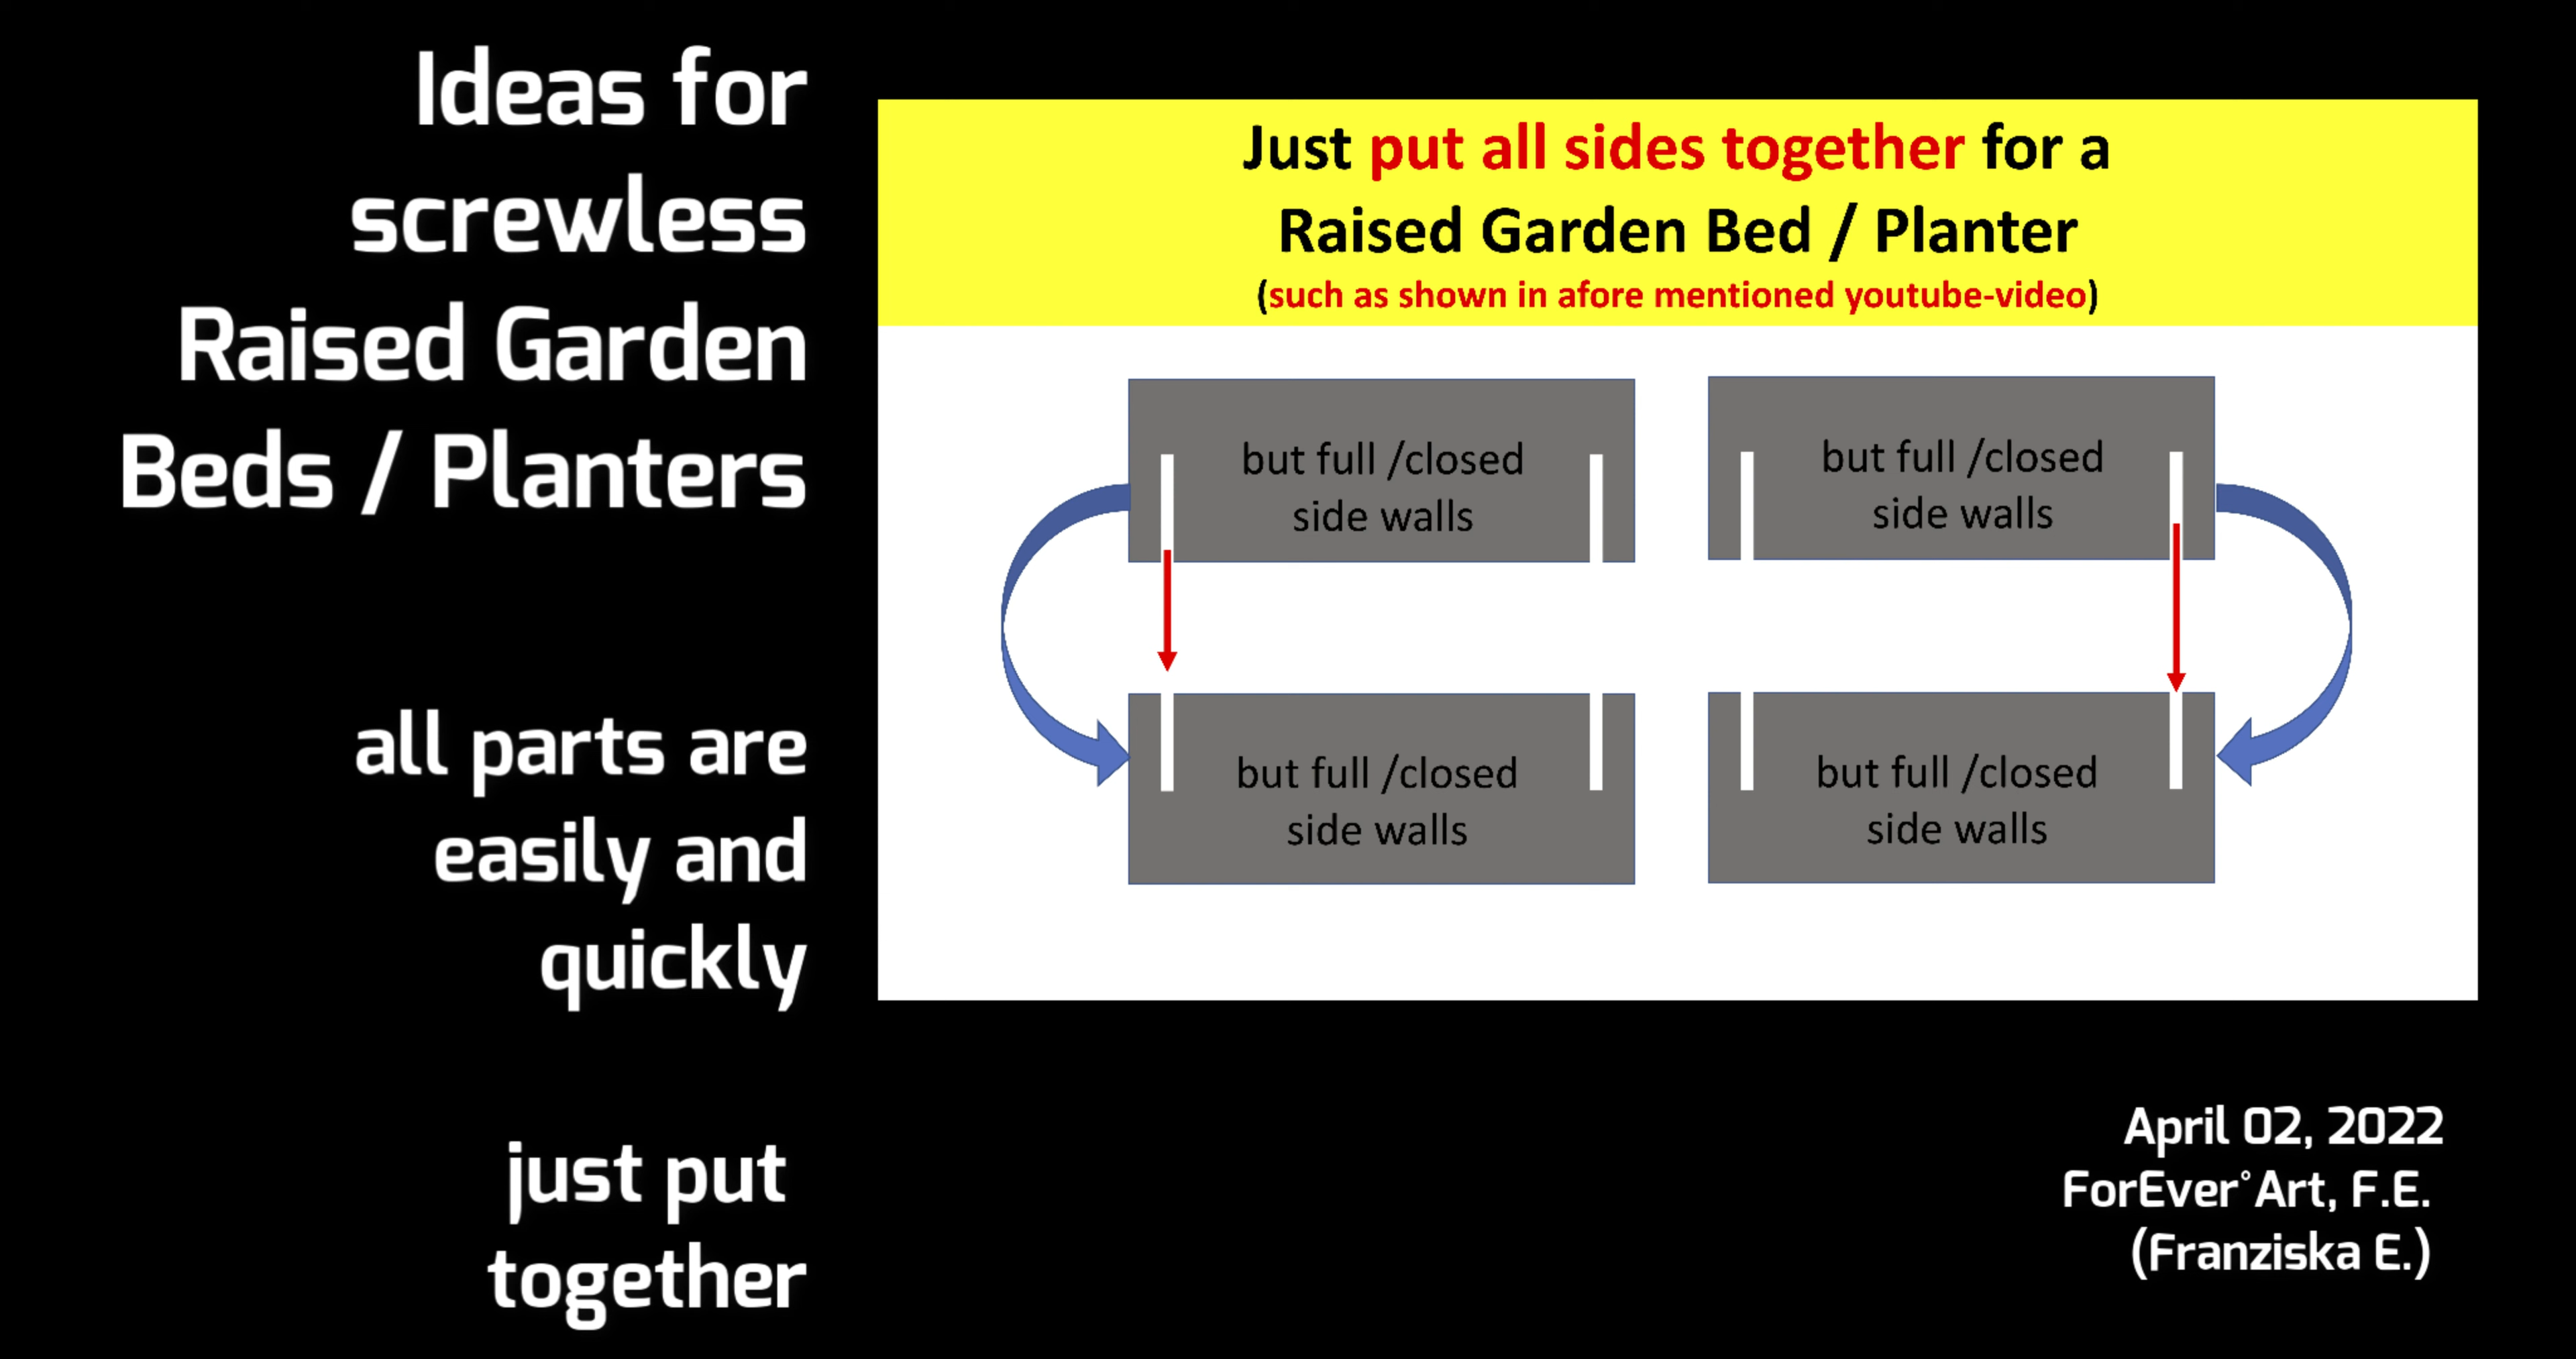 Ideas for
screwless
Raised Garden
Beds / Planters
all parts are
easily and
quickly
just put
together
Just put all sides together for a
Raised Garden Bed / Planter
(such as shown in afore mentioned youtube-video)
but full /closed
side walls
but full /closed
side walls
but full /closed
side walls
but full /closed
side walls
April 02, 2022
ForEver°Art, F.E.
(Franziska E.)